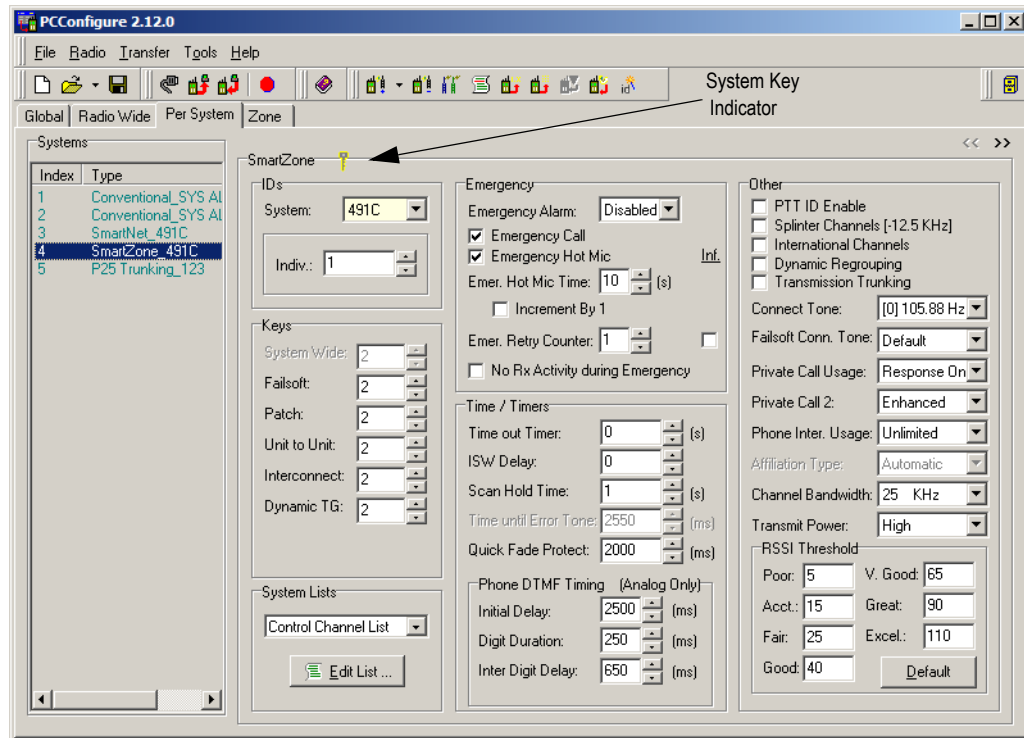 PCConfigure 2.12.0
File Radio Transfer Tools Help
System Key
Indicator
Global Radio Wide Per System Zone
Systems
<< >>
Index Type
1 Conventional_SYS AL
2 Conventional_SYS AL
3 SmartNet_491C
4 SmartZone_491C
5 P25 Trunking_123
SmartZone
IDs
System: 491C
Indiv.: 1
Keys
System Wide: 2
Failsoft: 2
Patch: 2
Unit to Unit: 2
Interconnect: 2
Dynamic TG: 2
System Lists
Control Channel List
Edit List ...
Emergency
Emergency Alarm: Disabled
Emergency Call
Emergency Hot Mic Inf.
Emer. Hot Mic Time: 10 (s)
Increment By 1
Emer. Retry Counter: 1
No Rx Activity during Emergency
Time / Timers
Time out Timer: 0 (s)
ISW Delay: 0
Scan Hold Time: 1 (s)
Time until Error Tone: 2550 (ms)
Quick Fade Protect: 2000 (ms)
Phone DTMF Timing (Analog Only)
Initial Delay: 2500 (ms)
Digit Duration: 250 (ms)
Inter Digit Delay: 650 (ms)
Other
PTT ID Enable
Splinter Channels [-12.5 KHz]
International Channels
Dynamic Regrouping
Transmission Trunking
Connect Tone: [0] 105.88 Hz
Failsoft Conn. Tone: Default
Private Call Usage: Response On
Private Call 2: Enhanced
Phone Inter. Usage: Unlimited
Affiliation Type: Automatic
Channel Bandwidth: 25 KHz
Transmit Power: High
RSSI Threshold
Poor: 5 V. Good: 65
Acct.: 15 Great: 90
Fair: 25 Excel.: 110
Good: 40 Default